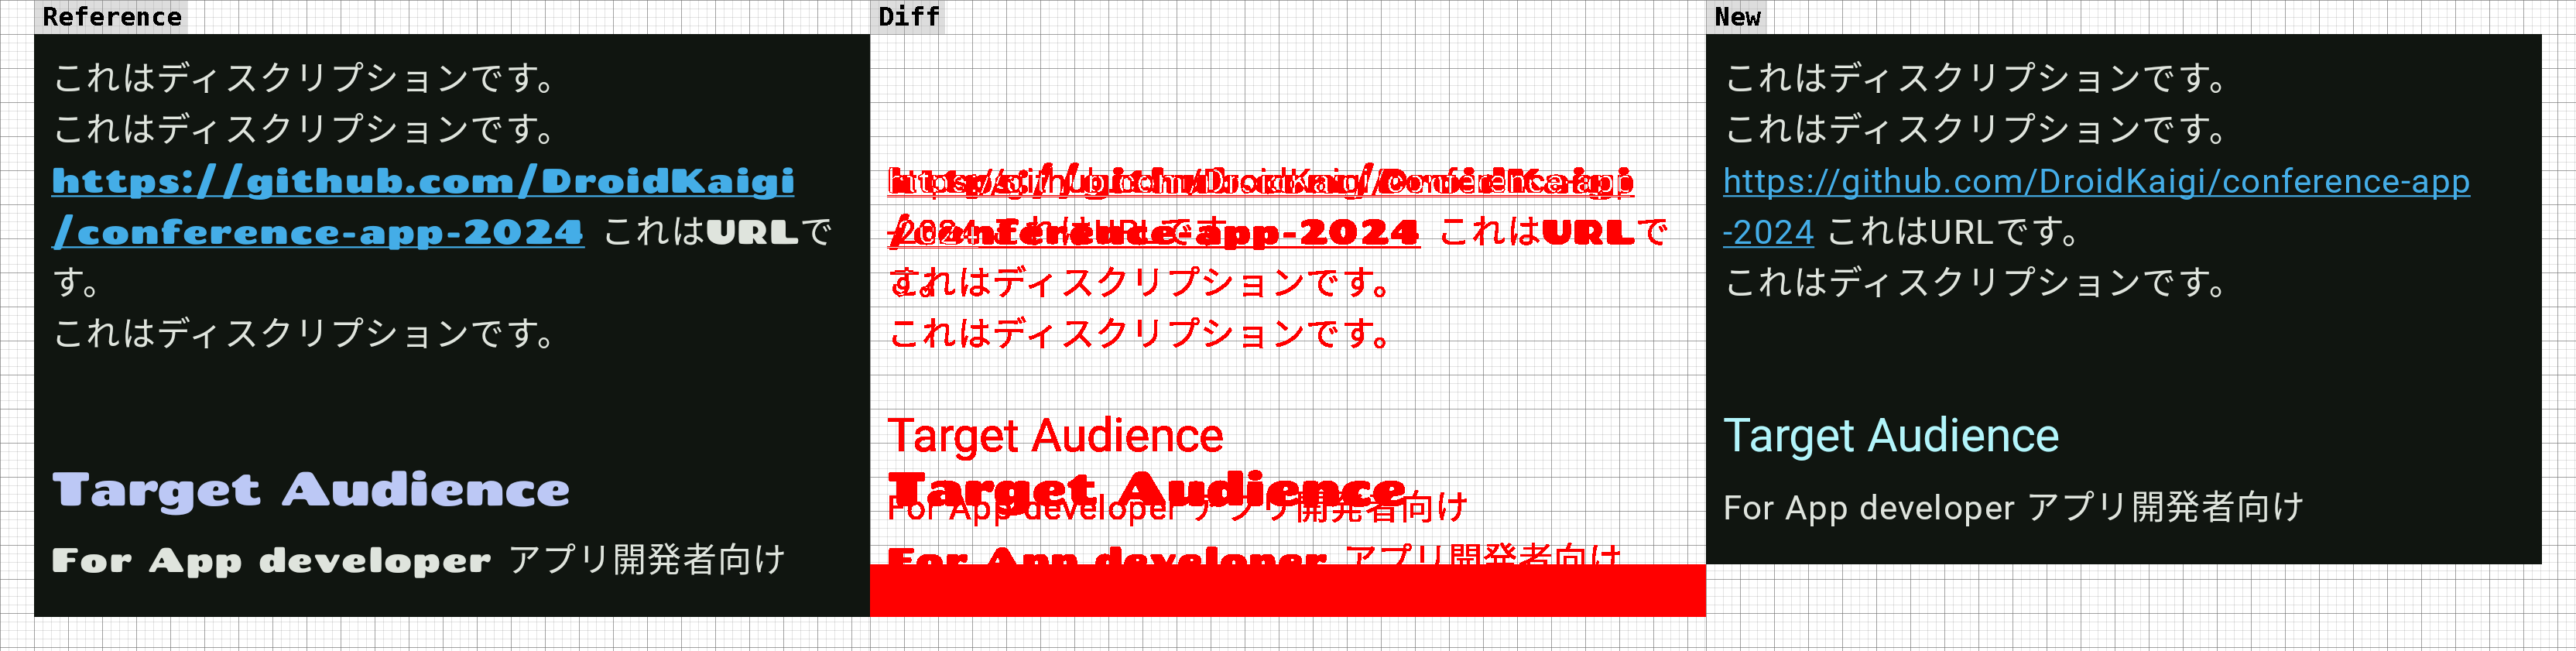 Reference
これはディスクリプションです。
これはディスクリプションです。
https://github.com/DroidKaigi
/conference-app-2024 これはURLで
す。
これはディスクリプションです。
Target Audience
For App developer アプリ開発者向け
Diff
https://github.com/DroidKaigi
/conference-app-2024 これはURLで
これはディスクリプションです。
これはディスクリプションです。
Target Audience
Target Audience
For App developer アプリ開発者向け
For App developer アプリ開発者向け
New
これはディスクリプションです。
これはディスクリプションです。
https://github.com/DroidKaigi/conference-app
-2024 これはURLです。
これはディスクリプションです。
Target Audience
For App developer アプリ開発者向け